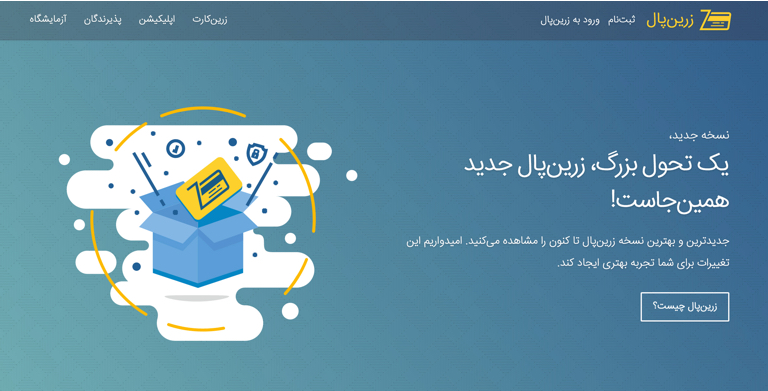 زرین‌پال
ثبت‌نام
ورود به زرین‌پال
زرین‌کارت
اپلیکیشن
پذیرندگان
آزمایشگاه
نسخه جدید،
یک تحول بزرگ، زرین‌پال جدید
همین‌جاست!
جدیدترین و بهترین نسخه زرین‌پال تا کنون را مشاهده می‌کنید. امیدواریم این
تغییرات برای شما تجربه بهتری ایجاد کند.
زرین‌پال چیست؟